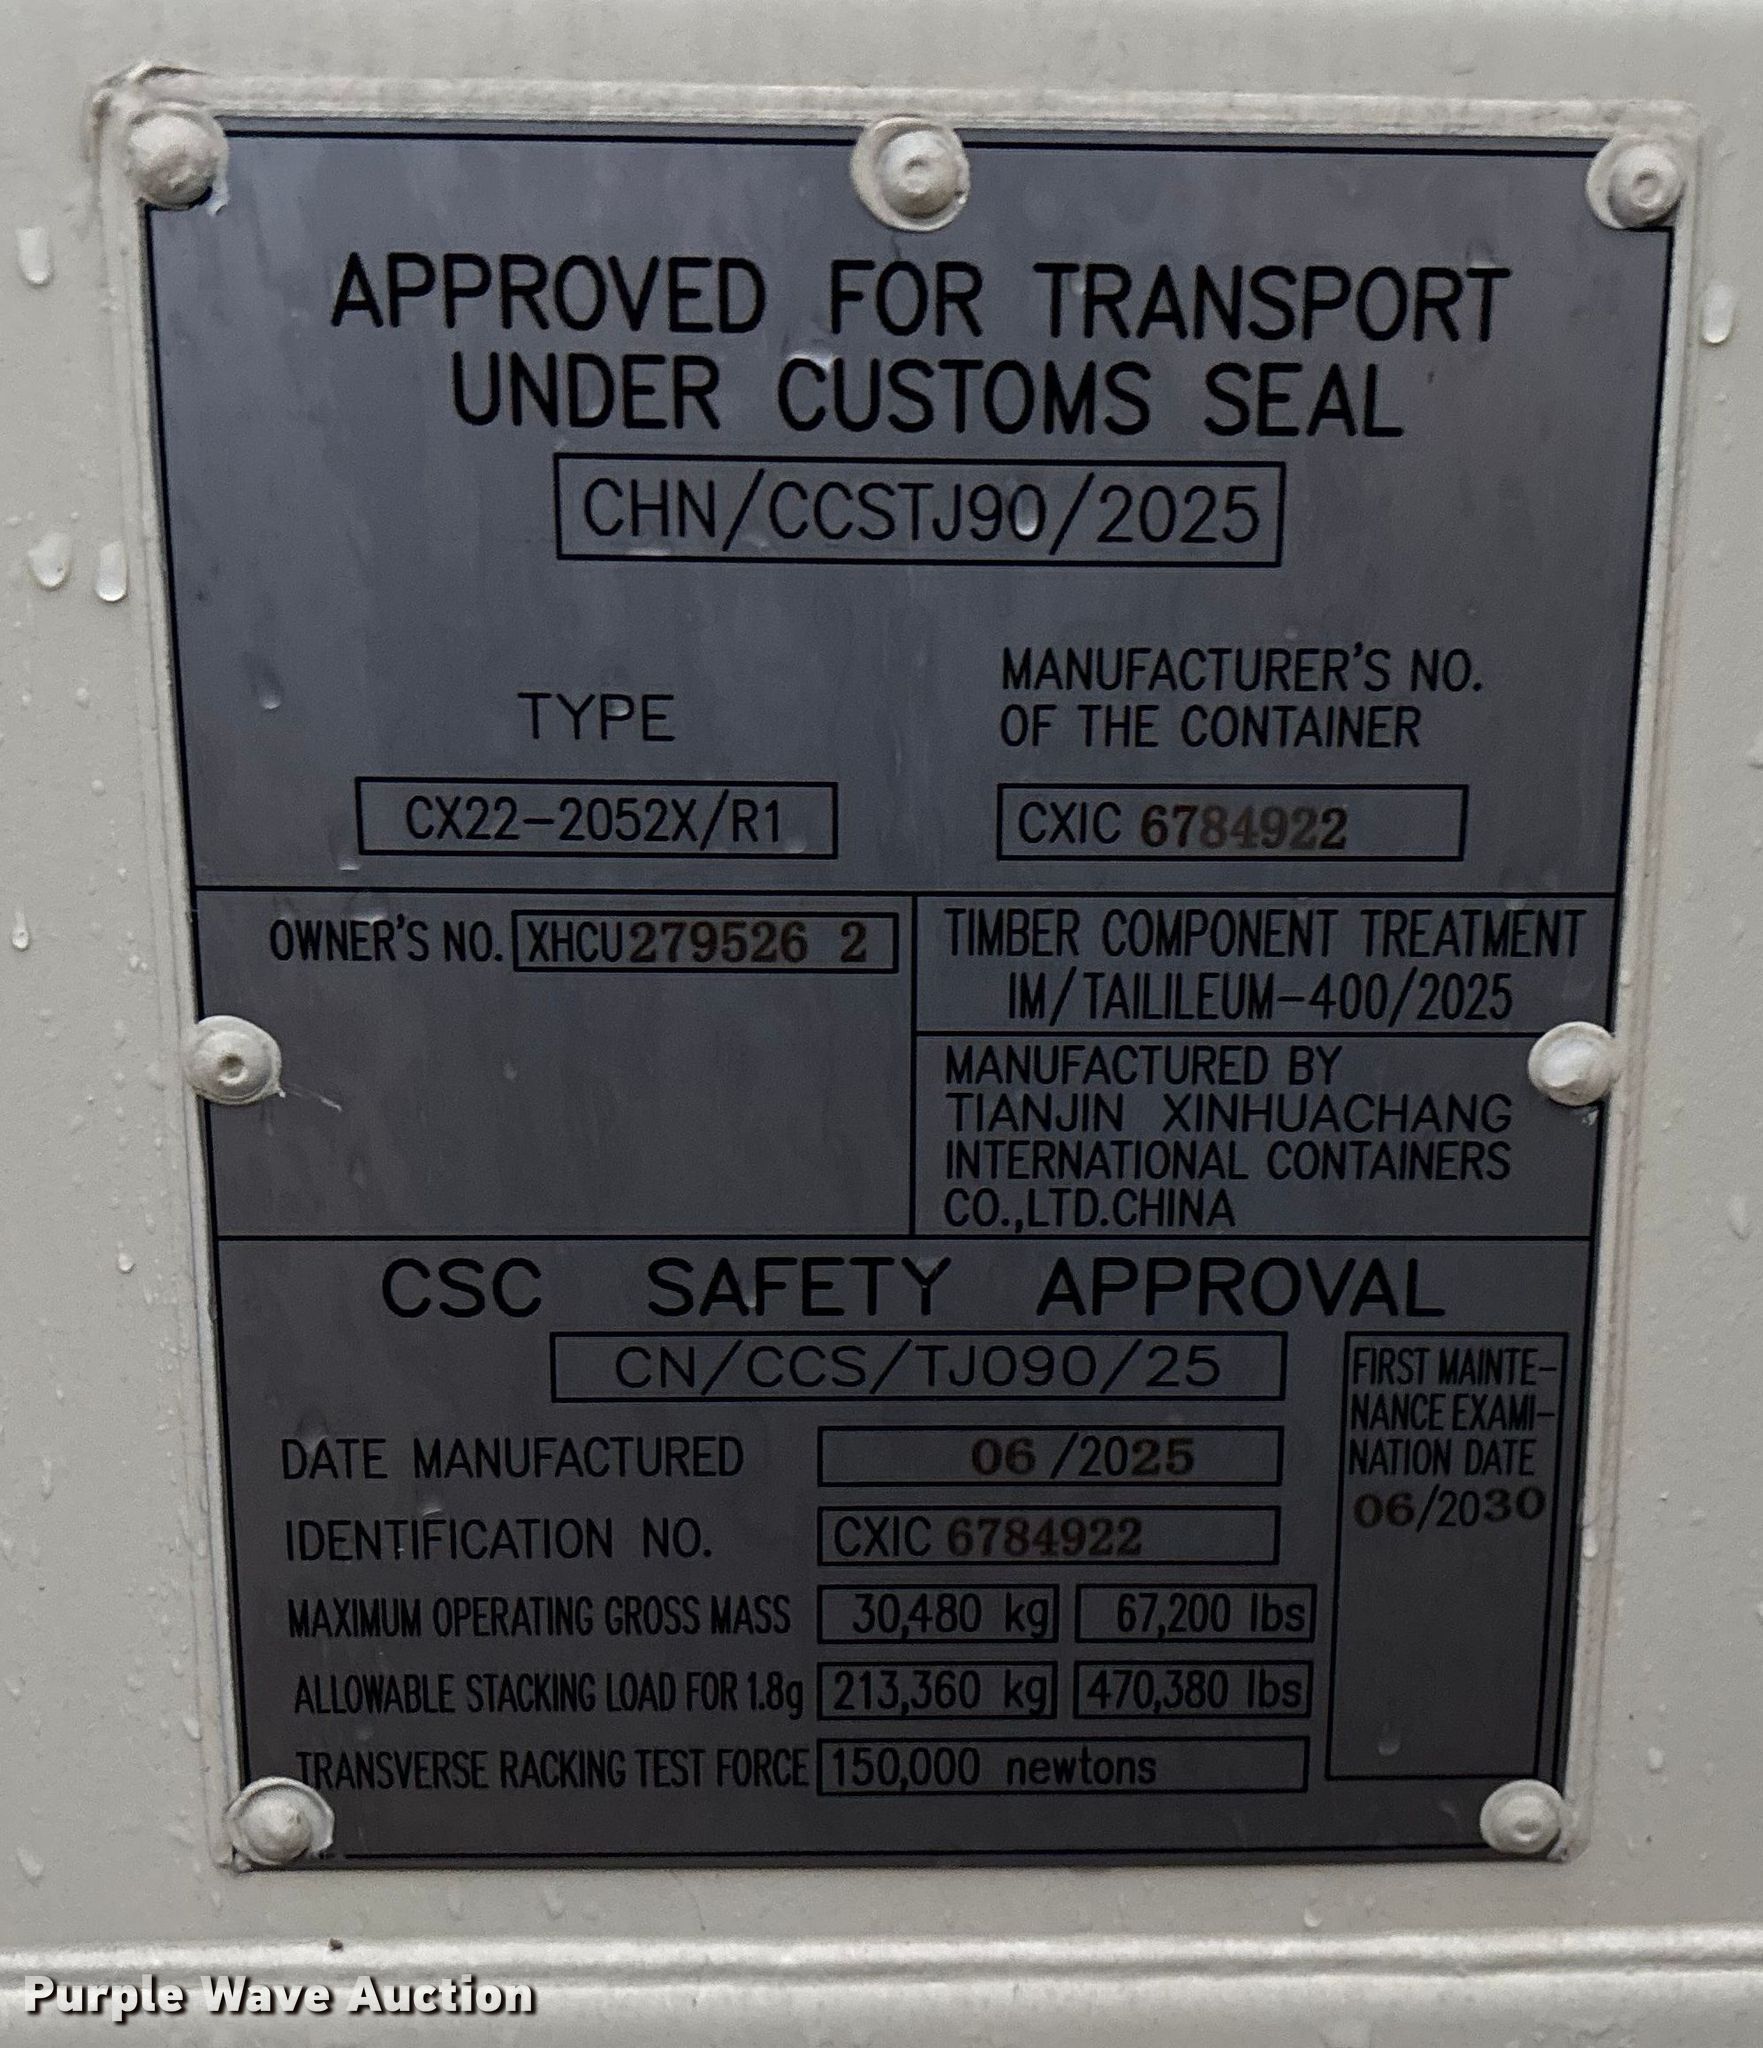 APPROVED FOR TRANSPORT
UNDER CUSTOMS SEAL
CHN/CCSTJ90/2025
TYPE
CX22-2052X/R1
MANUFACTURER'S NO.
OF THE CONTAINER
CXIC 6784922
OWNER'S NO. XHCU279526 2
TIMBER COMPONENT TREATMENT
IM/TAILILEUM-400/2025
MANUFACTURED BY
TIANJIN XINHUACHANG
INTERNATIONAL CONTAINERS
CO.,LTD.CHINA
CSC SAFETY APPROVAL
CN/CCS/TJ090/25
DATE MANUFACTURED 06/2025
IDENTIFICATION NO. CXIC 6784922
MAXIMUM OPERATING GROSS MASS 30,480 kg 67,200 lbs
ALLOWABLE STACKING LOAD FOR 1.8g 213,360 kg 470,380 lbs
TRANSVERSE RACKING TEST FORCE 150,000 newtons
FIRST MAINTE-
NANCE EXAMI-
NATION DATE
06/2030
Purple Wave Auction